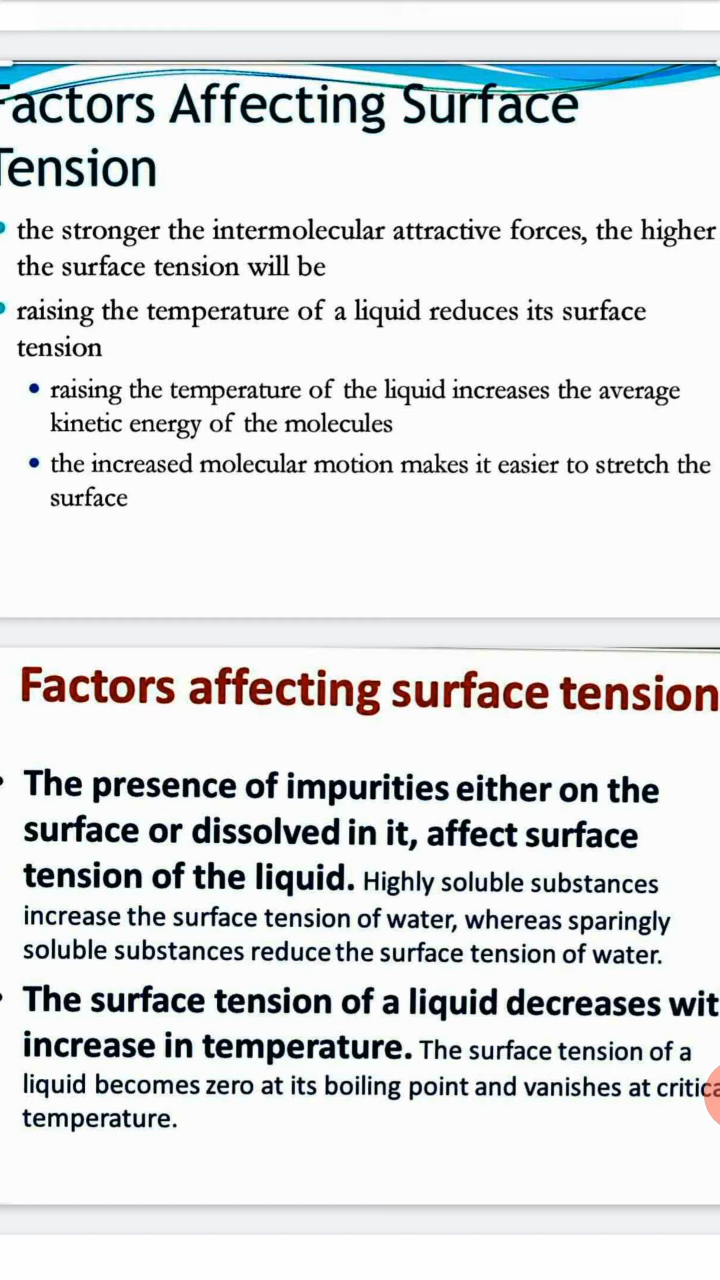 Factors Affecting Surface
Tension
the stronger the intermolecular attractive forces, the higher
the surface tension will be
raising the temperature of a liquid reduces its surface
tension
raising the temperature of the liquid increases the average
kinetic energy of the molecules
the increased molecular motion makes it easier to stretch the
surface
Factors affecting surface tension
The presence of impurities either on the
surface or dissolved in it, affect surface
tension of the liquid. Highly soluble substances
increase the surface tension of water, whereas sparingly
soluble substances reduce the surface tension of water.
The surface tension of a liquid decreases wit
increase in temperature. The surface tension of a
liquid becomes zero at its boiling point and vanishes at critica
temperature.